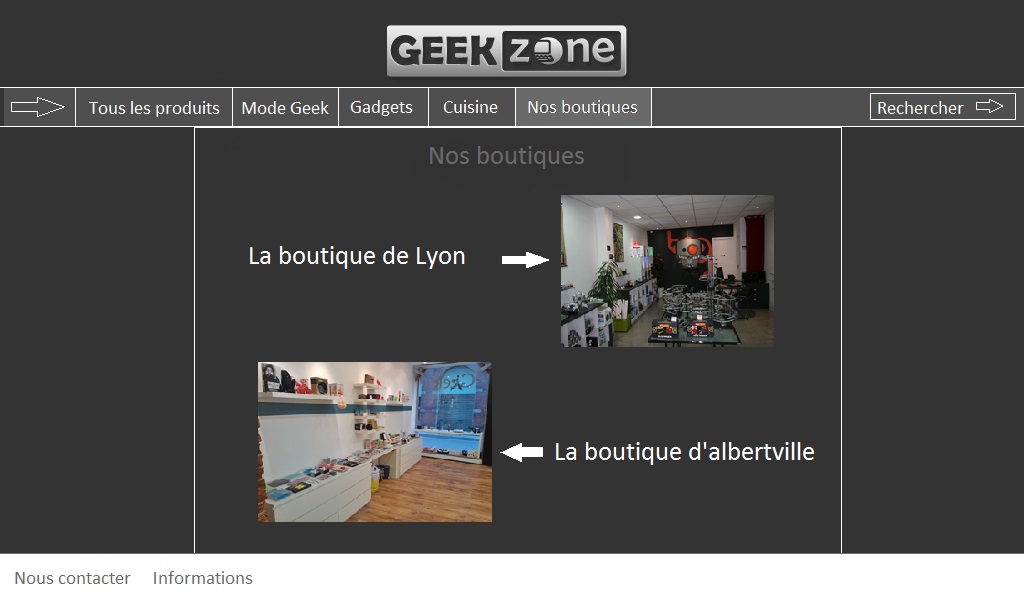 GEEK zone
Tous les produits Mode Geek Gadgets Cuisine Nos boutiques Rechercher
Nos boutiques
La boutique de Lyon
La boutique d'albertville
Nous contacter Informations